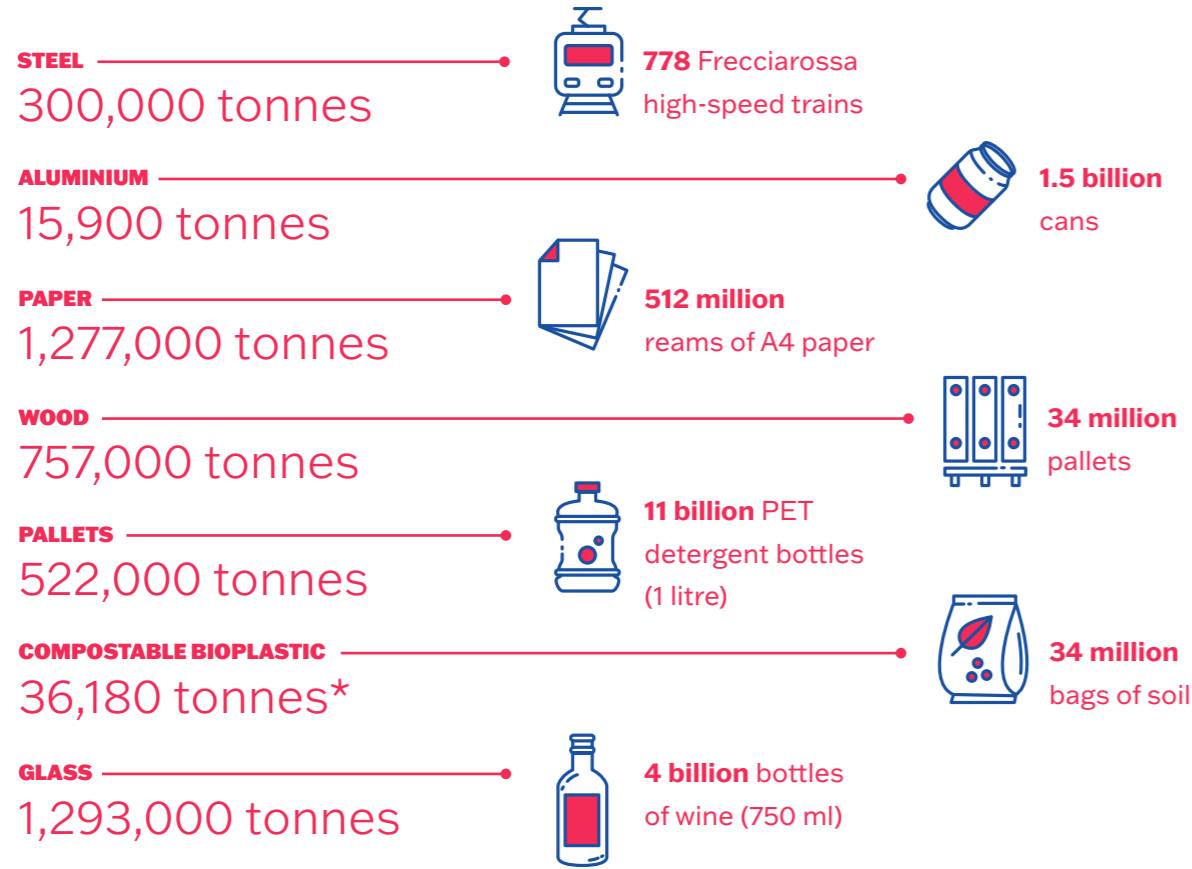 STEEL
300,000 tonnes
778 Frecciarossa
high-speed trains
ALUMINIUM
15,900 tonnes
1.5 billion
cans
PAPER
1,277,000 tonnes
512 million
reams of A4 paper
WOOD
757,000 tonnes
34 million
pallets
PALLETS
522,000 tonnes
11 billion PET
detergent bottles
(1 litre)
COMPOSTABLE BIOPLASTIC
36,180 tonnes*
34 million
bags of soil
GLASS
1,293,000 tonnes
4 billion bottles
of wine (750 ml)